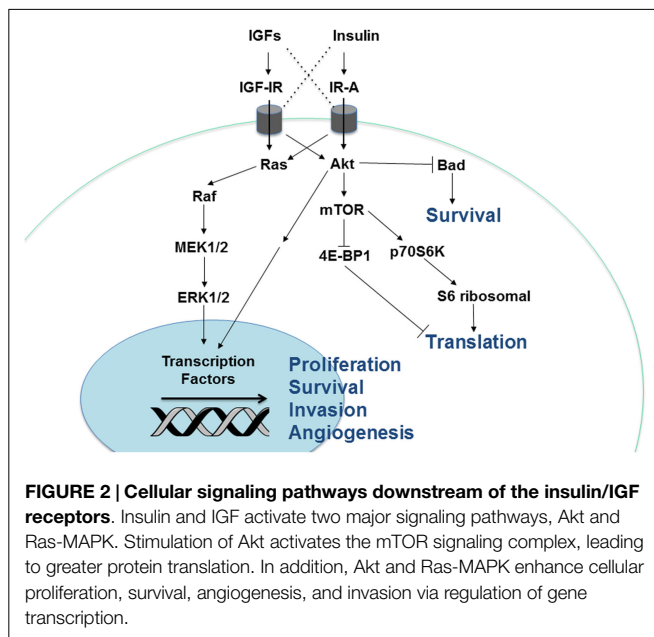 IGFs Insulin
IGF-IR IR-A
Ras Akt Bad
Raf
mTOR Survival
MEK1/2 4E-BP1 p70S6K
ERK1/2 S6 ribosomal
Translation
Transcription
Factors
Proliferation
Survival
Invasion
Angiogenesis
FIGURE 2 | Cellular signaling pathways downstream of the insulin/IGF
receptors. Insulin and IGF activate two major signaling pathways, Akt and
Ras-MAPK. Stimulation of Akt activates the mTOR signaling complex, leading
to greater protein translation. In addition, Akt and Ras-MAPK enhance cellular
proliferation, survival, angiogenesis, and invasion via regulation of gene
transcription.